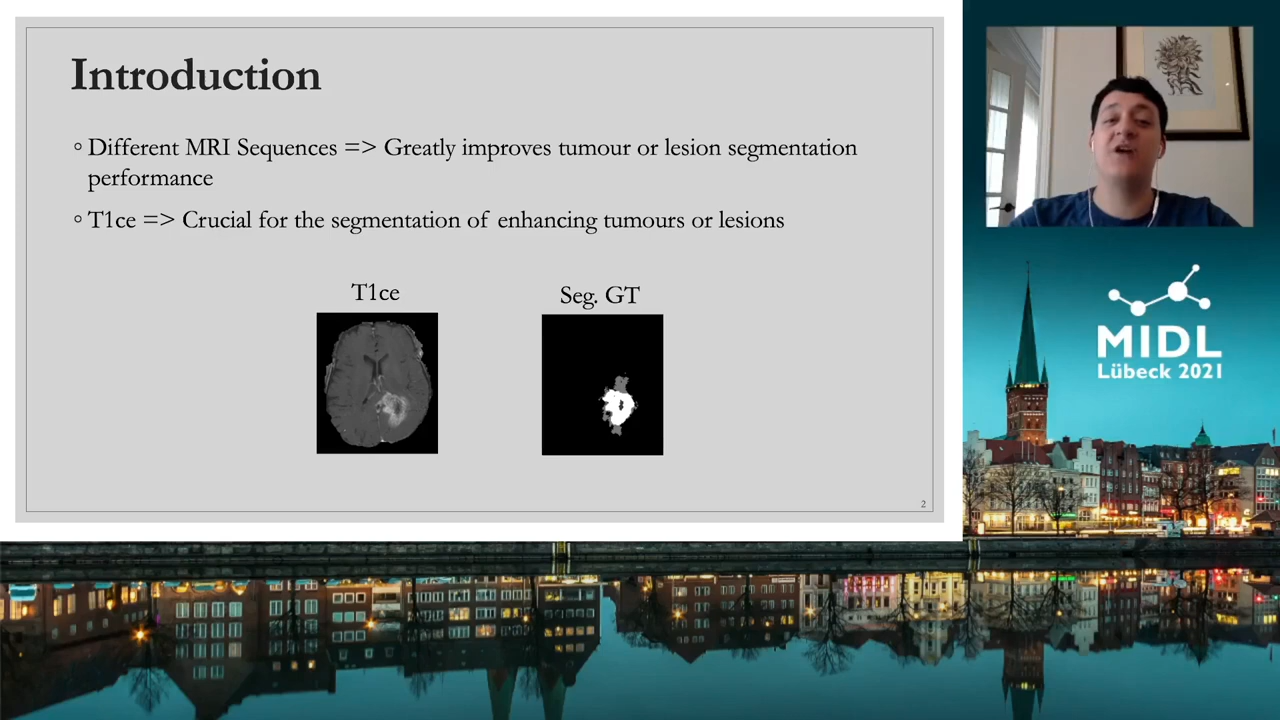 Introduction
◦ Different MRI Sequences => Greatly improves tumour or lesion segmentation
performance
◦ T1ce => Crucial for the segmentation of enhancing tumours or lesions
T1ce
Seg. GT
2
MIDL
Lübeck 2021